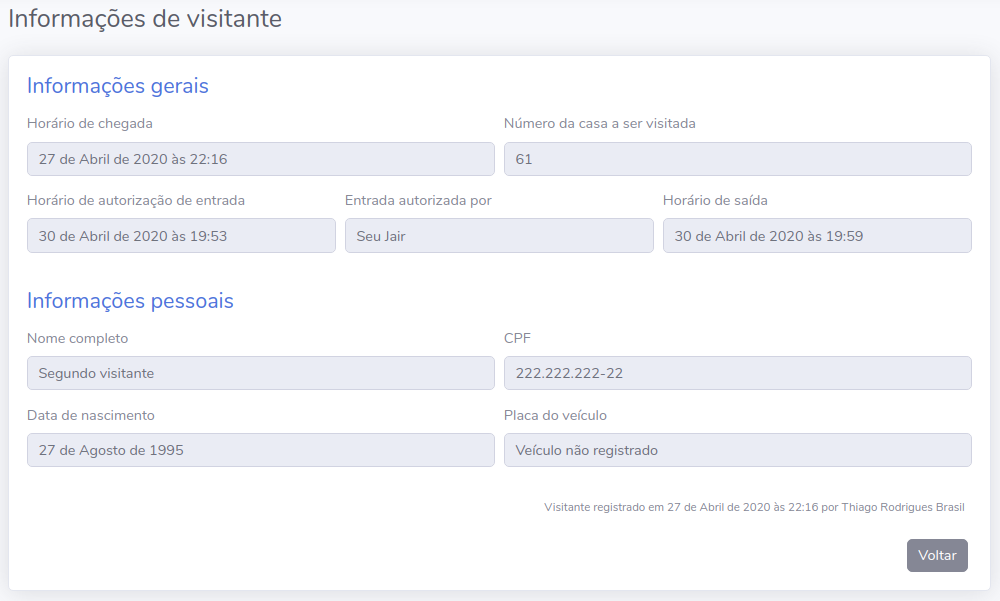 Informações de visitante
Informações gerais
Horário de chegada
Número da casa a ser visitada
27 de Abril de 2020 às 22:16
61
Horário de autorização de entrada
Entrada autorizada por
Horário de saída
30 de Abril de 2020 às 19:53
Seu Jair
30 de Abril de 2020 às 19:59
Informações pessoais
Nome completo
CPF
Segundo visitante
222.222.222-22
Data de nascimento
Placa do veículo
27 de Agosto de 1995
Veículo não registrado
Visitante registrado em 27 de Abril de 2020 às 22:16 por Thiago Rodrigues Brasil
Voltar